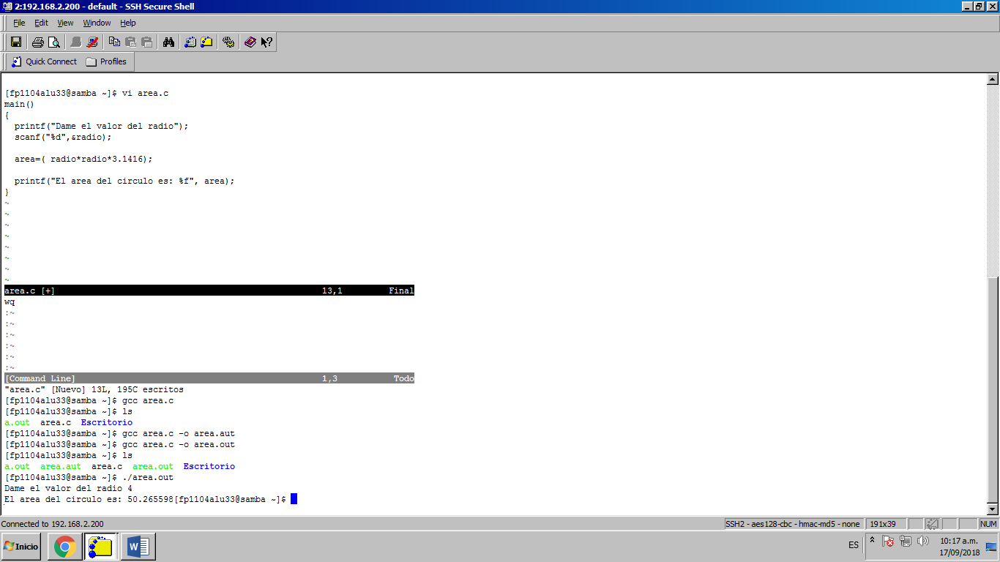 2:192.168.2.200 - default - SSH Secure Shell
File Edit View Window Help
Quick Connect Profiles
[fp1104alu33@samba ~]$ vi area.c
main()
{
  printf("Dame el valor del radio");
  scanf("%d",&radio);
  area=( radio*radio*3.1416);
  printf("El area del circulo es: %f", area);
}
~
~
~
~
~
~
~
~
area.c [+] 13,1 Final
wq
:~
:~
:~
:~
:~
:~
[Command Line] 1,3 Todo
"area.c" [Nuevo] 13L, 195C escritos
[fp1104alu33@samba ~]$ gcc area.c
[fp1104alu33@samba ~]$ ls
a.out area.c Escritorio
[fp1104alu33@samba ~]$ gcc area.c -o area.aut
[fp1104alu33@samba ~]$ gcc area.c -o area.out
[fp1104alu33@samba ~]$ ls
a.out area.aut area.c area.out Escritorio
[fp1104alu33@samba ~]$ ./area.out
Dame el valor del radio 4
El area del circulo es: 50.265598[fp1104alu33@samba ~]$
Connected to 192.168.2.200 SSH2 - aes128-cbc - hmac-md5 - none 191x39 NUM
Inicio ES 10:17 a.m.
17/09/2018